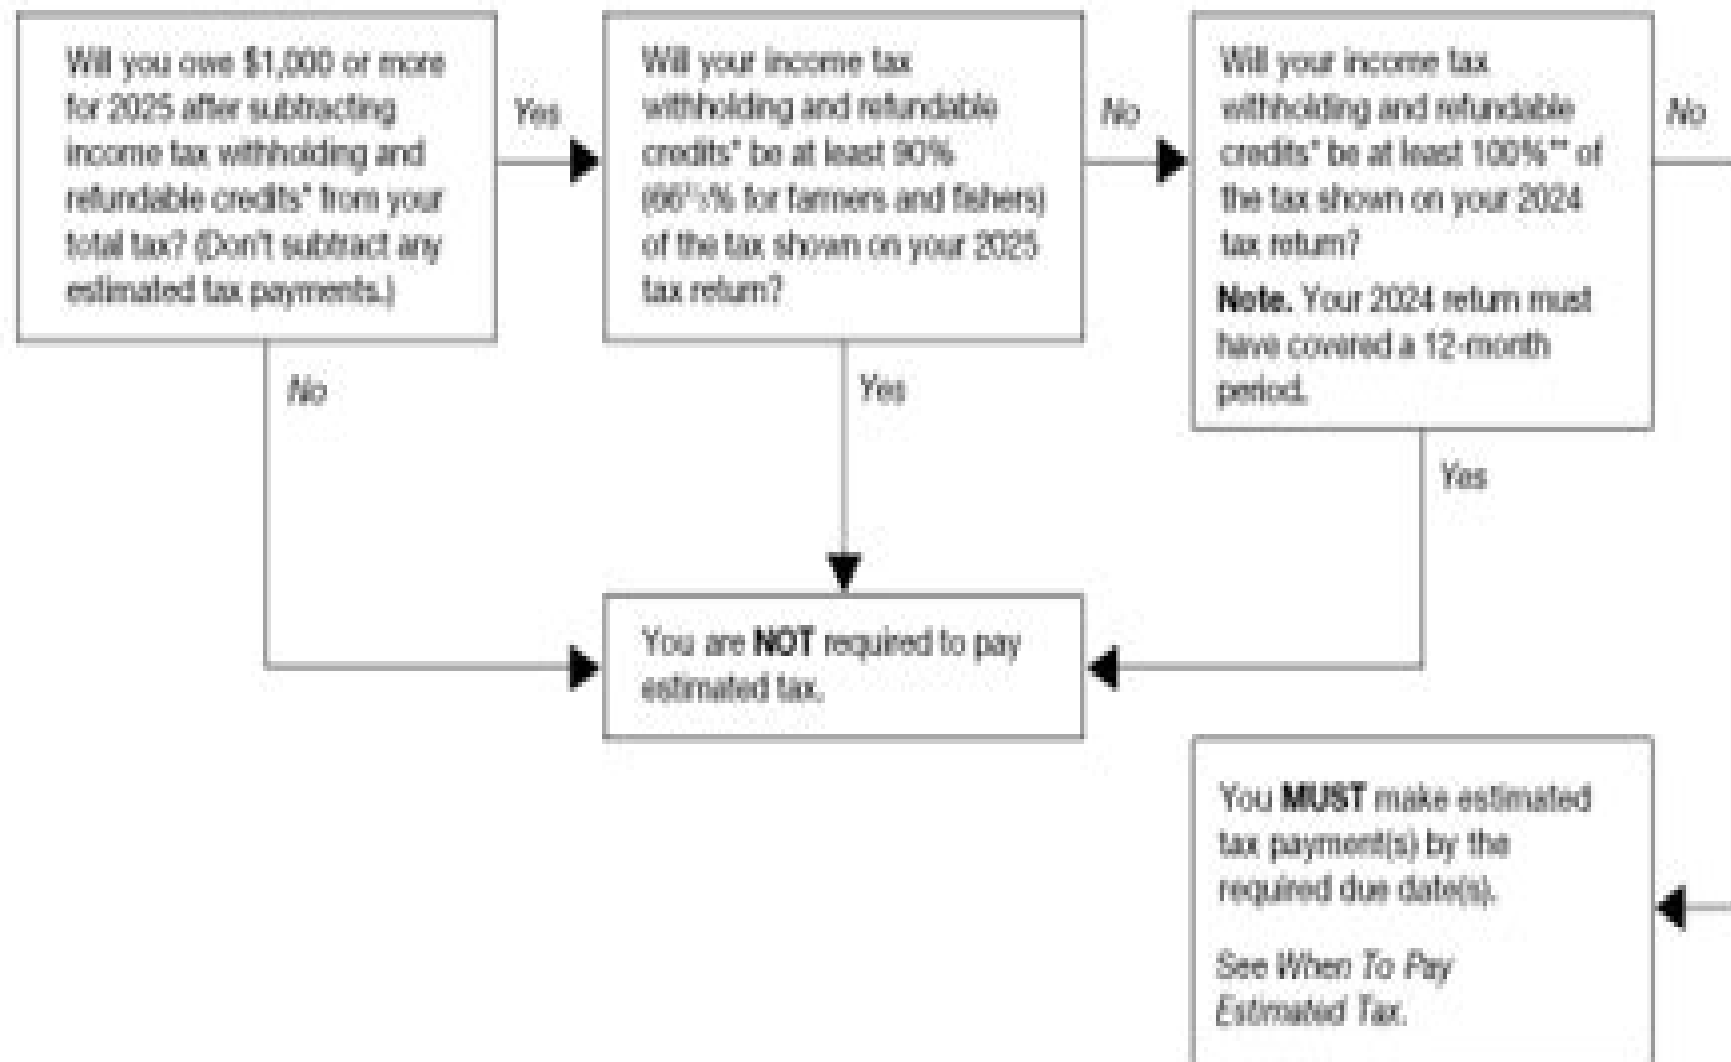 Will you owe $1,000 or more
for 2025 after subtracting
income tax withholding and
refundable credits* from your
total tax? (Don't subtract any
estimated tax payments.)
Yes
No
Will your income tax
withholding and refundable
credits* be at least 90%
(66²/₃% for farmers and fishers)
of the tax shown on your 2025
tax return?
No
Yes
Will your income tax
withholding and refundable
credits* be at least 100%** of
the tax shown on your 2024
tax return?
Note. Your 2024 return must
have covered a 12-month
period.
No
Yes
You are NOT required to pay
estimated tax.
You MUST make estimated
tax payment(s) by the
required due date(s).
See When To Pay
Estimated Tax.